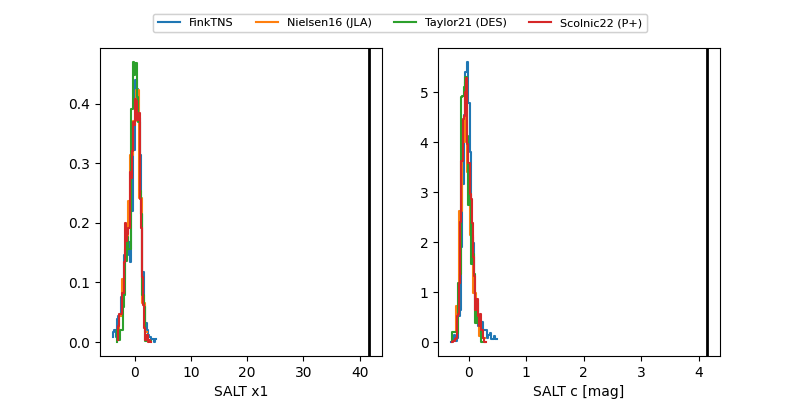 FinkTNS Nielsen16 (JLA) Taylor21 (DES) Scolnic22 (P+)
0.4
0.3
0.2
0.1
0.0
0 10 20 30 40
SALT x1
5
4
3
2
1
0
0 1 2 3 4
SALT c [mag]